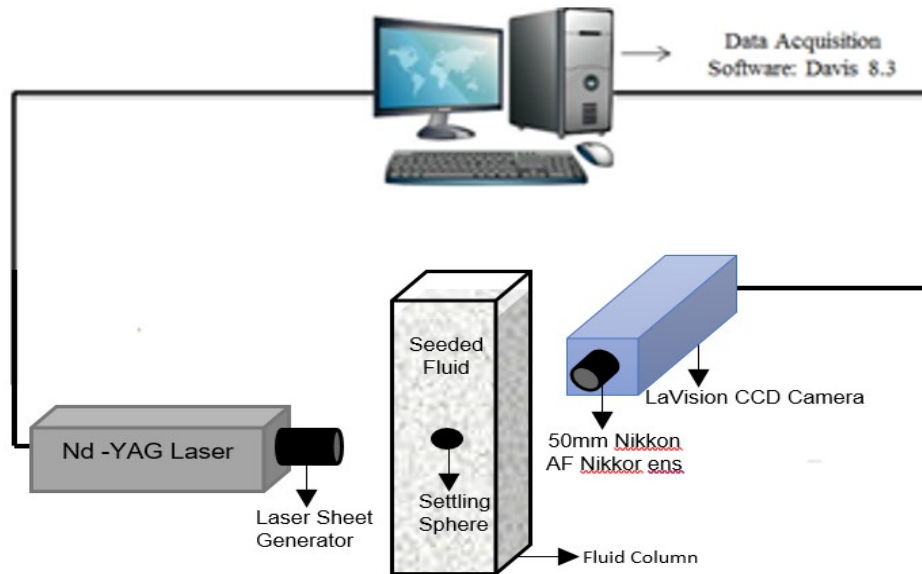 Data Acquisition
Software: Davis 8.3
Seeded
Fluid
LaVision CCD Camera
50mm Nikkon
AF Nikkor ens
Nd -YAG Laser
Settling
Sphere
Laser Sheet
Generator
Fluid Column